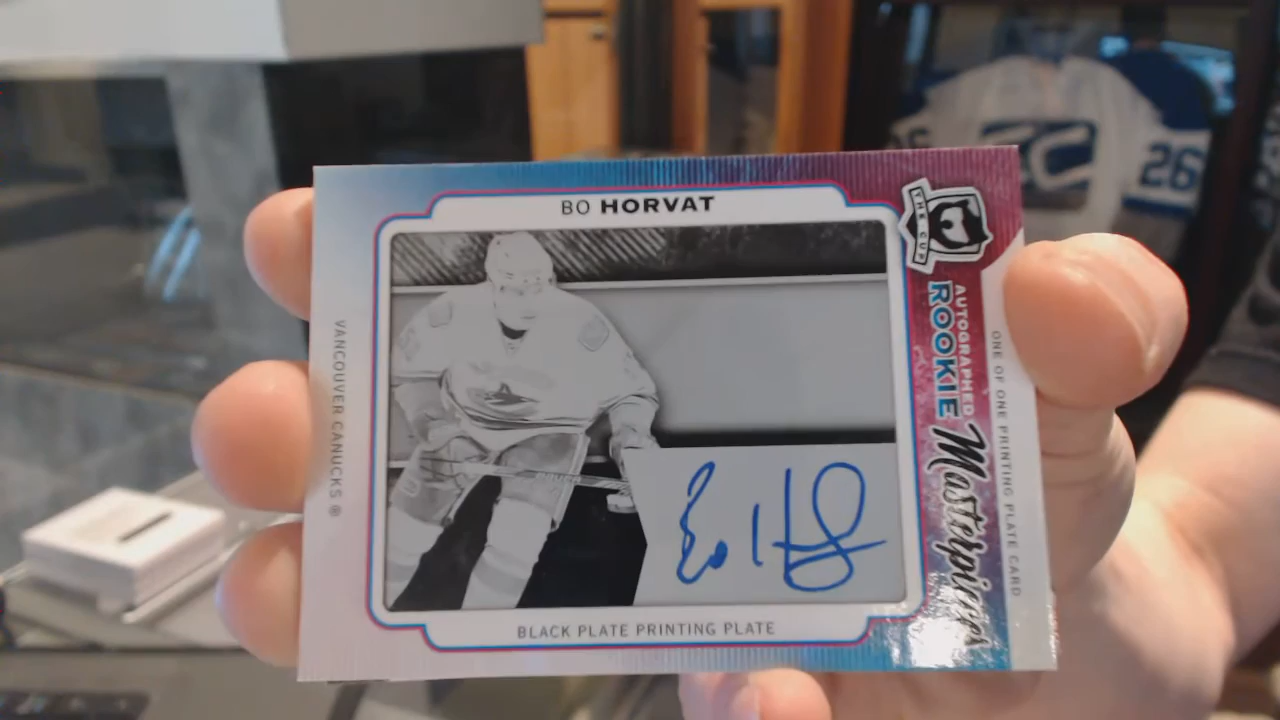 BO HORVAT
THE CUP
AUTOGRAPHED
ROOKIE Masterpieces
ONE OF ONE PRINTING PLATE CARD
VANCOUVER CANUCKS ®
Bo H
BLACK PLATE PRINTING PLATE
26